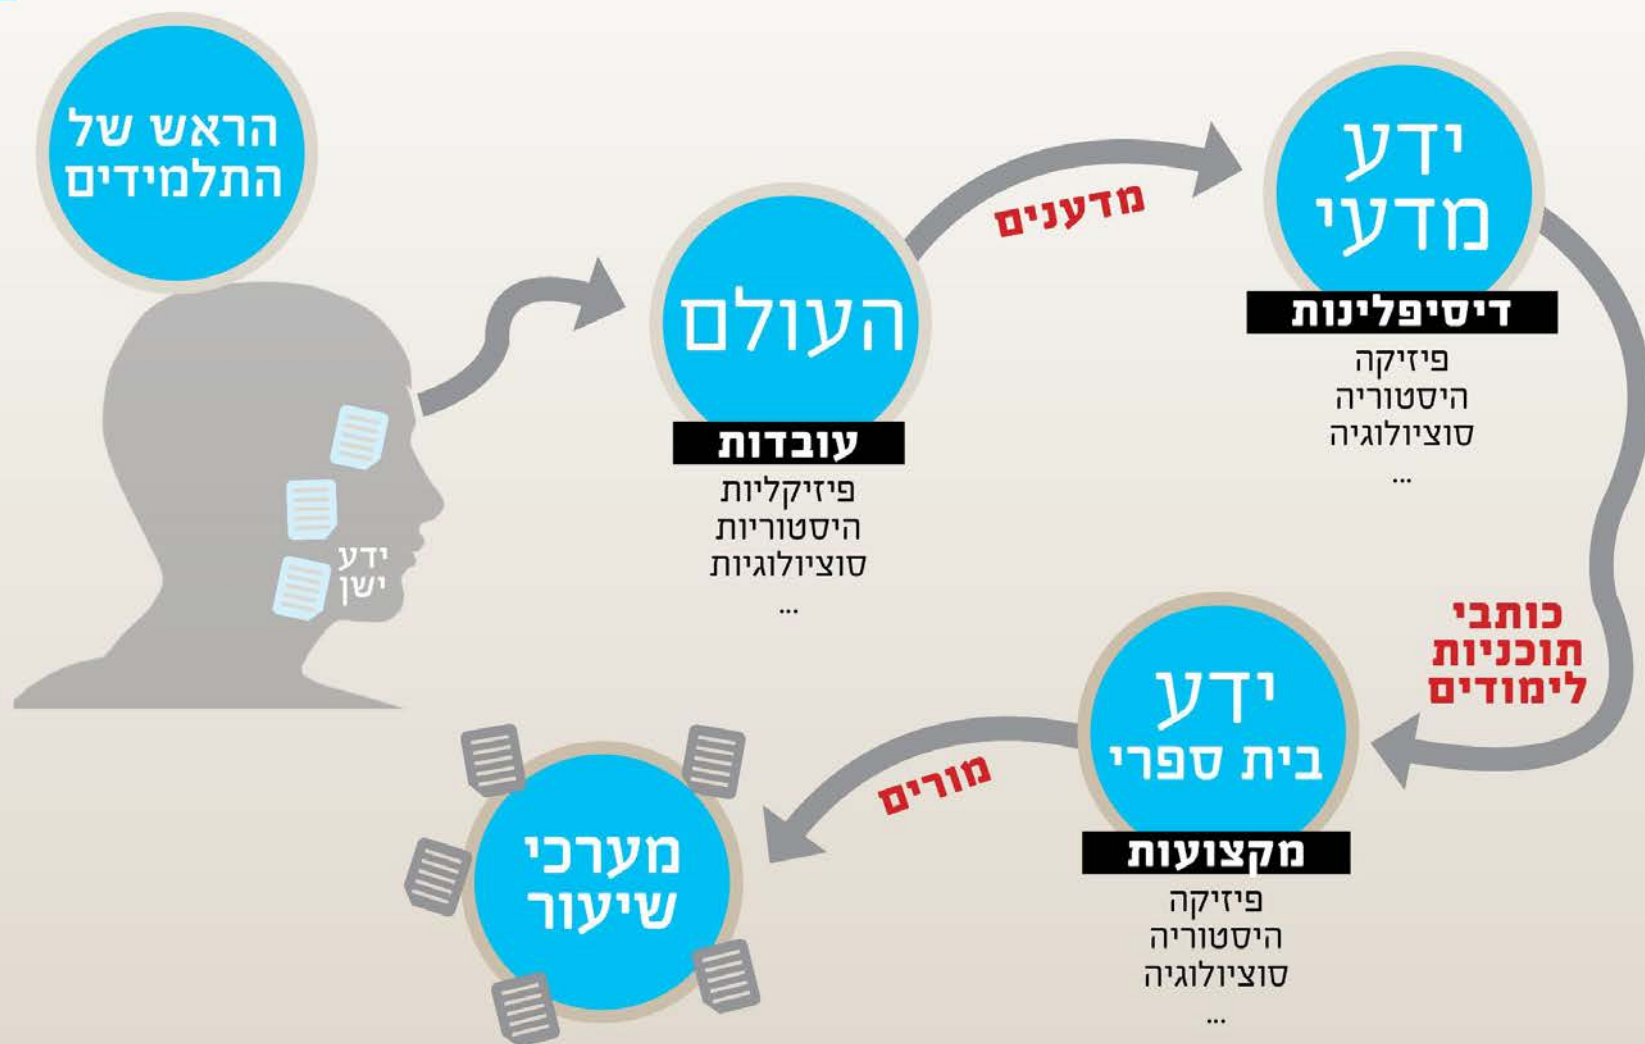 הראש של
התלמידים
ידע
ישן
העולם
עובדות
פיזיקליות
היסטוריות
סוציולוגיות
...
מדענים
ידע
מדעי
דיסיפלינות
פיזיקה
היסטוריה
סוציולוגיה
...
כותבי
תוכניות
לימודים
ידע
בית ספרי
מקצועות
פיזיקה
היסטוריה
סוציולוגיה
...
מורים
מערכי
שיעור